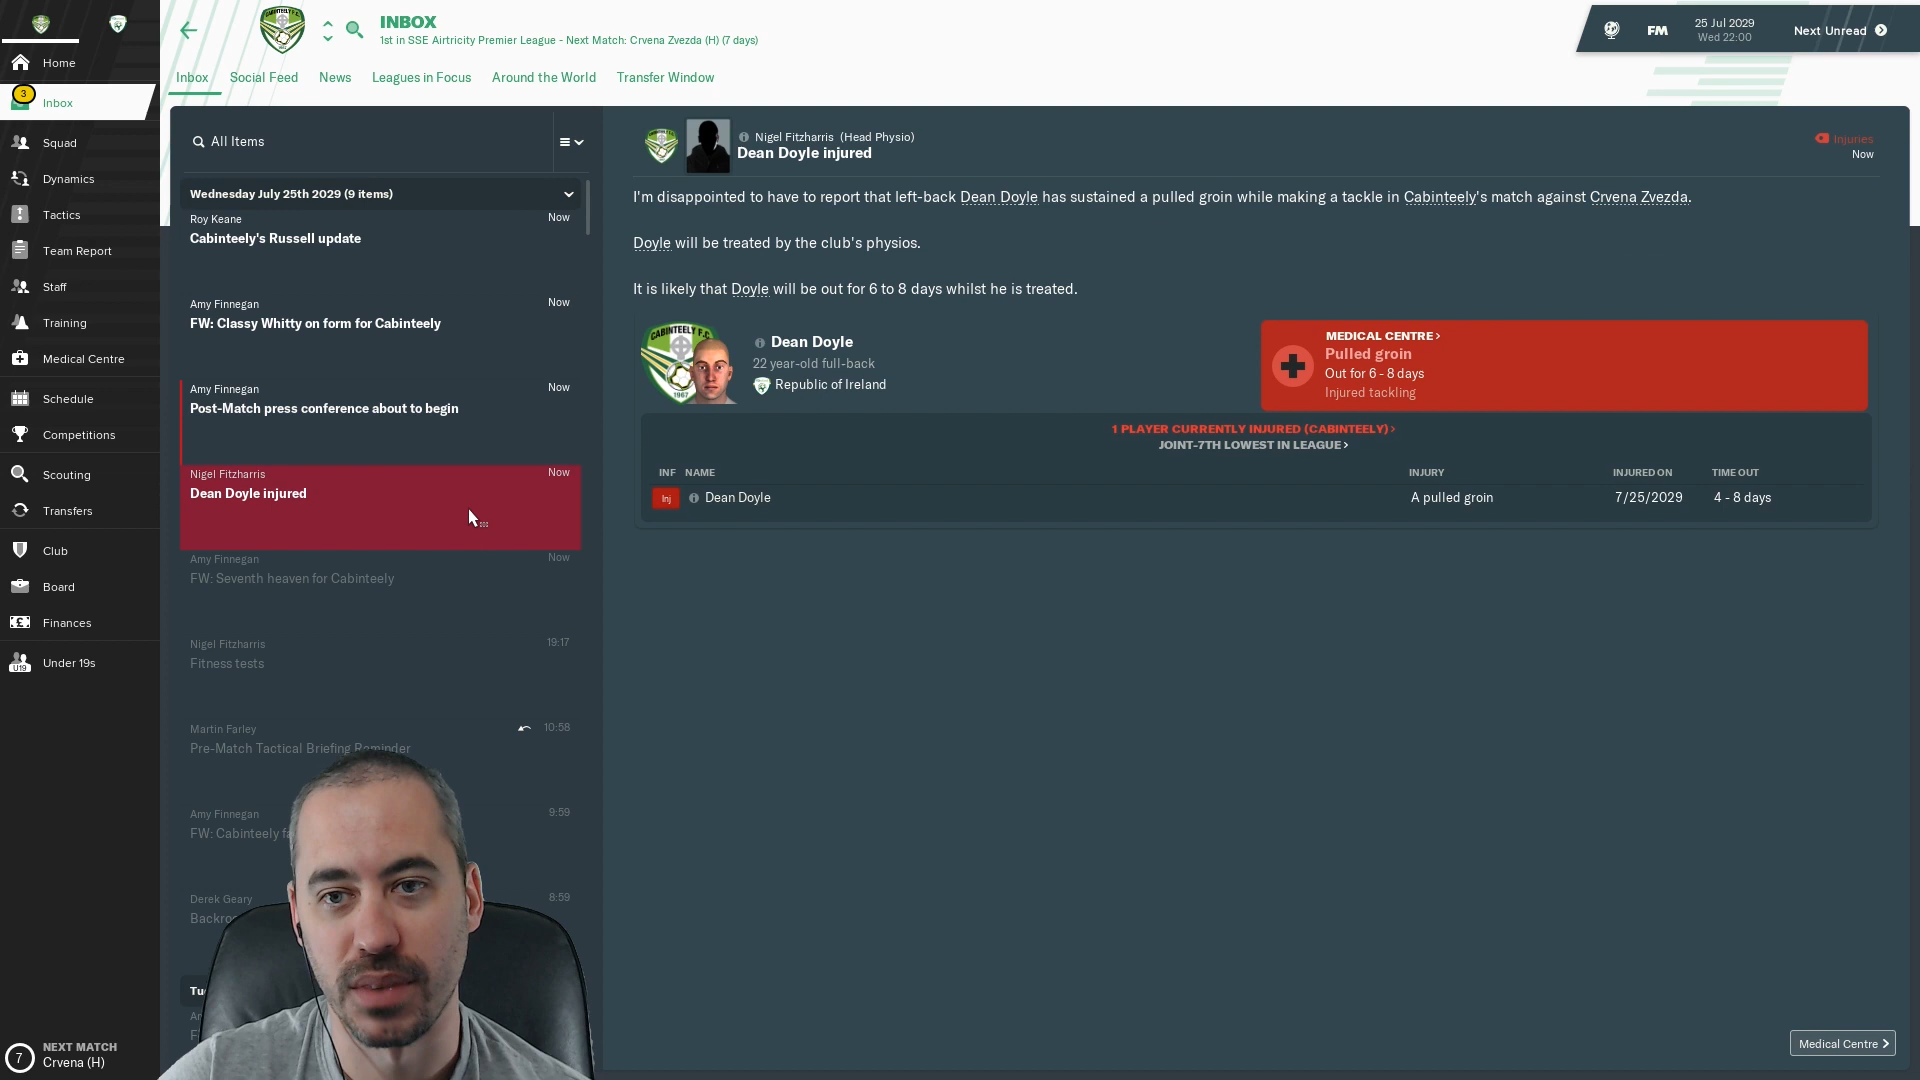 INBOX
1st in SSE Airtricity Premier League - Next Match: Crvena Zvezda (H) (7 days)
FM
25 Jul 2029
Wed 22:00
Next Unread
Inbox
Social Feed
News
Leagues in Focus
Around the World
Transfer Window
Home
3
Inbox
Squad
Dynamics
Tactics
Team Report
Staff
Training
Medical Centre
Schedule
Competitions
Scouting
Transfers
Club
Board
Finances
U19
Under 19s
7
NEXT MATCH
Crvena (H)
All Items
Wednesday July 25th 2029 (9 items)
Roy Keane Now
Cabinteely's Russell update
Amy Finnegan Now
FW: Classy Whitty on form for Cabinteely
Amy Finnegan Now
Post-Match press conference about to begin
Nigel Fitzharris Now
Dean Doyle injured
Amy Finnegan Now
FW: Seventh heaven for Cabinteely
Nigel Fitzharris 19:17
Fitness tests
Martin Farley 10:58
Pre-Match Tactical Briefing Reminder
Amy Finnegan 9:59
FW: Cabinteely
Derek Geary 8:59
Nigel Fitzharris (Head Physio)
Dean Doyle injured
Injuries
Now
I'm disappointed to have to report that left-back Dean Doyle has sustained a pulled groin while making a tackle in Cabinteely's match against Crvena Zvezda.
Doyle will be treated by the club's physios.
It is likely that Doyle will be out for 6 to 8 days whilst he is treated.
CABINTEELY F.C.
1967
Dean Doyle
22 year-old full-back
Republic of Ireland
MEDICAL CENTRE >
Pulled groin
Out for 6 - 8 days
Injured tackling
1 PLAYER CURRENTLY INJURED (CABINTEELY) >
JOINT-7TH LOWEST IN LEAGUE >
INF NAME INJURY INJURED ON TIME OUT
Inj Dean Doyle A pulled groin 7/25/2029 4 - 8 days
Medical Centre >